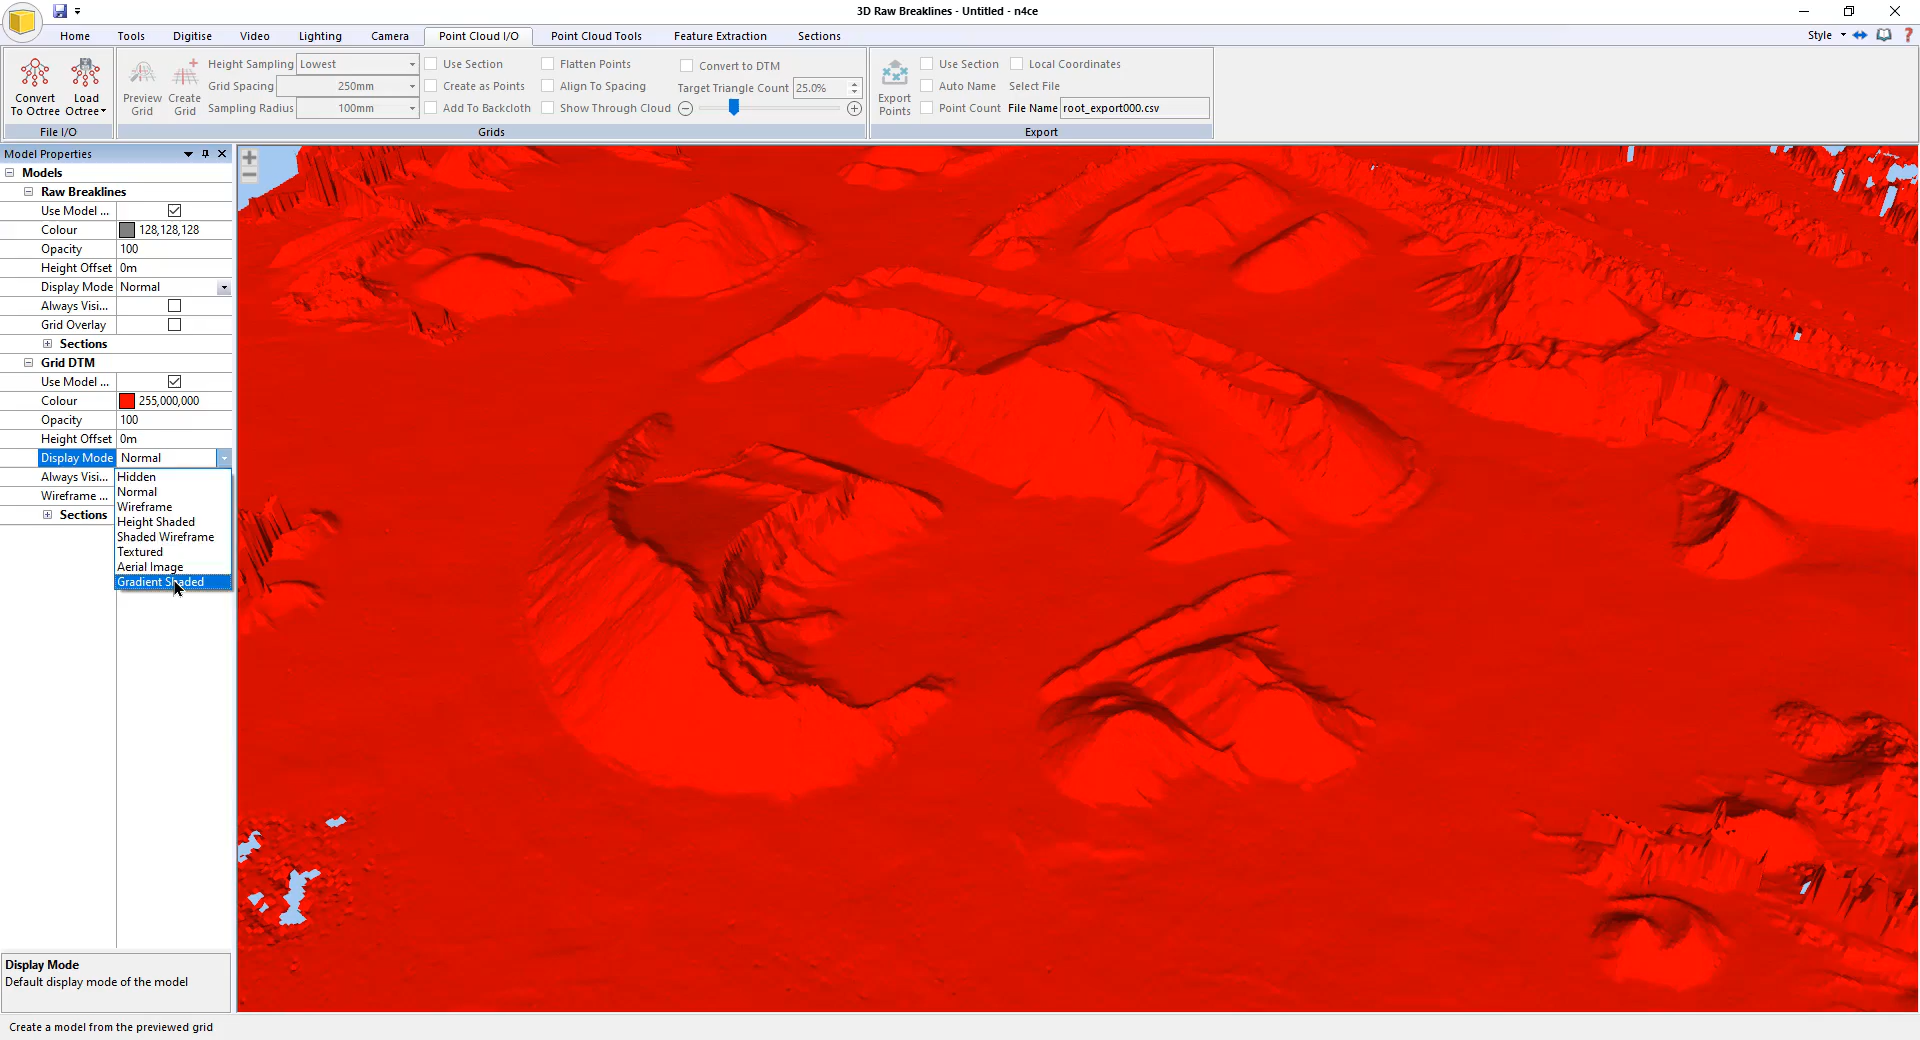 3D Raw Breaklines - Untitled - n4ce
Home Tools Digitise Video Lighting Camera Point Cloud I/O Point Cloud Tools Feature Extraction Sections Style
Convert To Octree
Load Octree
File I/O
Preview Grid
Create Grid
Height Sampling Lowest
Grid Spacing 250mm
Sampling Radius 100mm
Use Section
Create as Points
Add To Backcloth
Flatten Points
Align To Spacing
Show Through Cloud
Convert to DTM
Target Triangle Count 25.0%
Grids
Export Points
Use Section Local Coordinates
Auto Name Select File
Point Count File Name root_export000.csv
Export
Model Properties
Models
Raw Breaklines
Use Model ...
Colour 128,128,128
Opacity 100
Height Offset 0m
Display Mode Normal
Always Visi...
Grid Overlay
Sections
Grid DTM
Use Model ...
Colour 255,000,000
Opacity 100
Height Offset 0m
Display Mode Normal
Always Visi...
Wireframe ...
Sections
Hidden
Normal
Wireframe
Height Shaded
Shaded Wireframe
Textured
Aerial Image
Gradient Shaded
Display Mode
Default display mode of the model
Create a model from the previewed grid